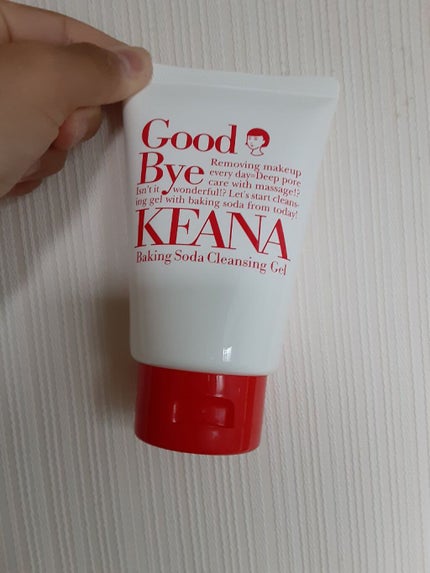 Good
Bye
Removing makeup
every day=Deep pore
care with massage!?
Isn't it wonderful!? Let's start cleans-
ing gel with baking soda from today!
KEANA
Baking Soda Cleansing Gel